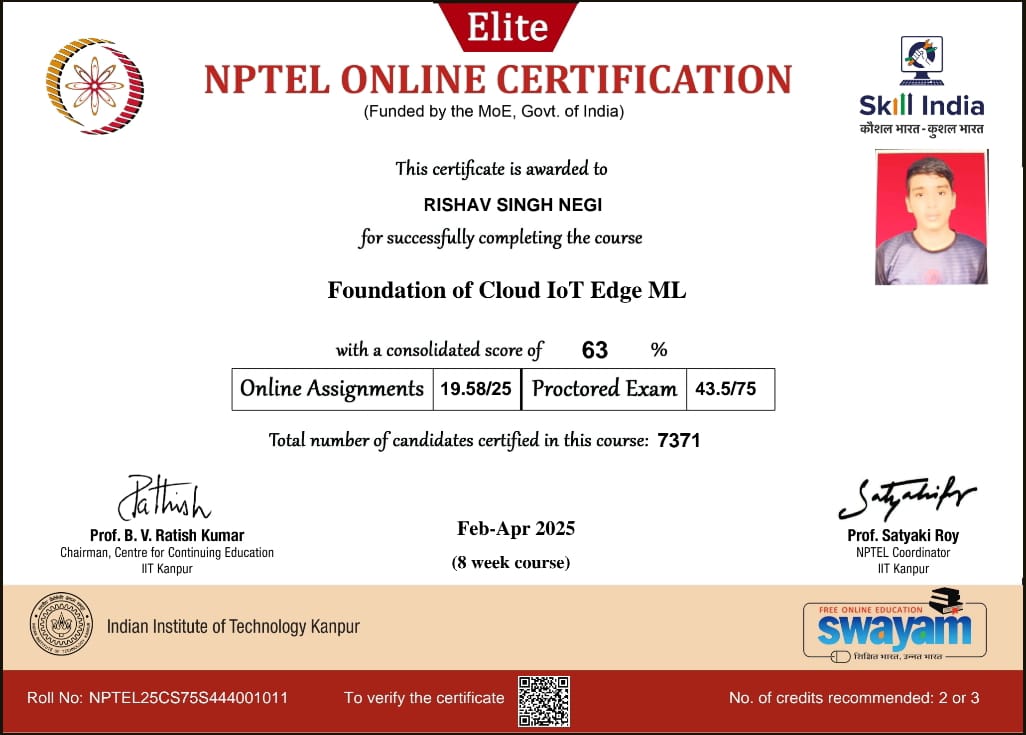 Elite
NPTEL ONLINE CERTIFICATION
(Funded by the MoE, Govt. of India)
Skill India
कौशल भारत - कुशल भारत
This certificate is awarded to
RISHAV SINGH NEGI
for successfully completing the course
Foundation of Cloud IoT Edge ML
with a consolidated score of 63 %
Online Assignments 19.58/25 Proctored Exam 43.5/75
Total number of candidates certified in this course: 7371
Prof. B. V. Ratish Kumar
Chairman, Centre for Continuing Education
IIT Kanpur
Feb-Apr 2025
(8 week course)
Prof. Satyaki Roy
NPTEL Coordinator
IIT Kanpur
Indian Institute of Technology Kanpur
FREE ONLINE EDUCATION
swayam
शिक्षित भारत, उन्नत भारत
Roll No: NPTEL25CS75S444001011
To verify the certificate
No. of credits recommended: 2 or 3